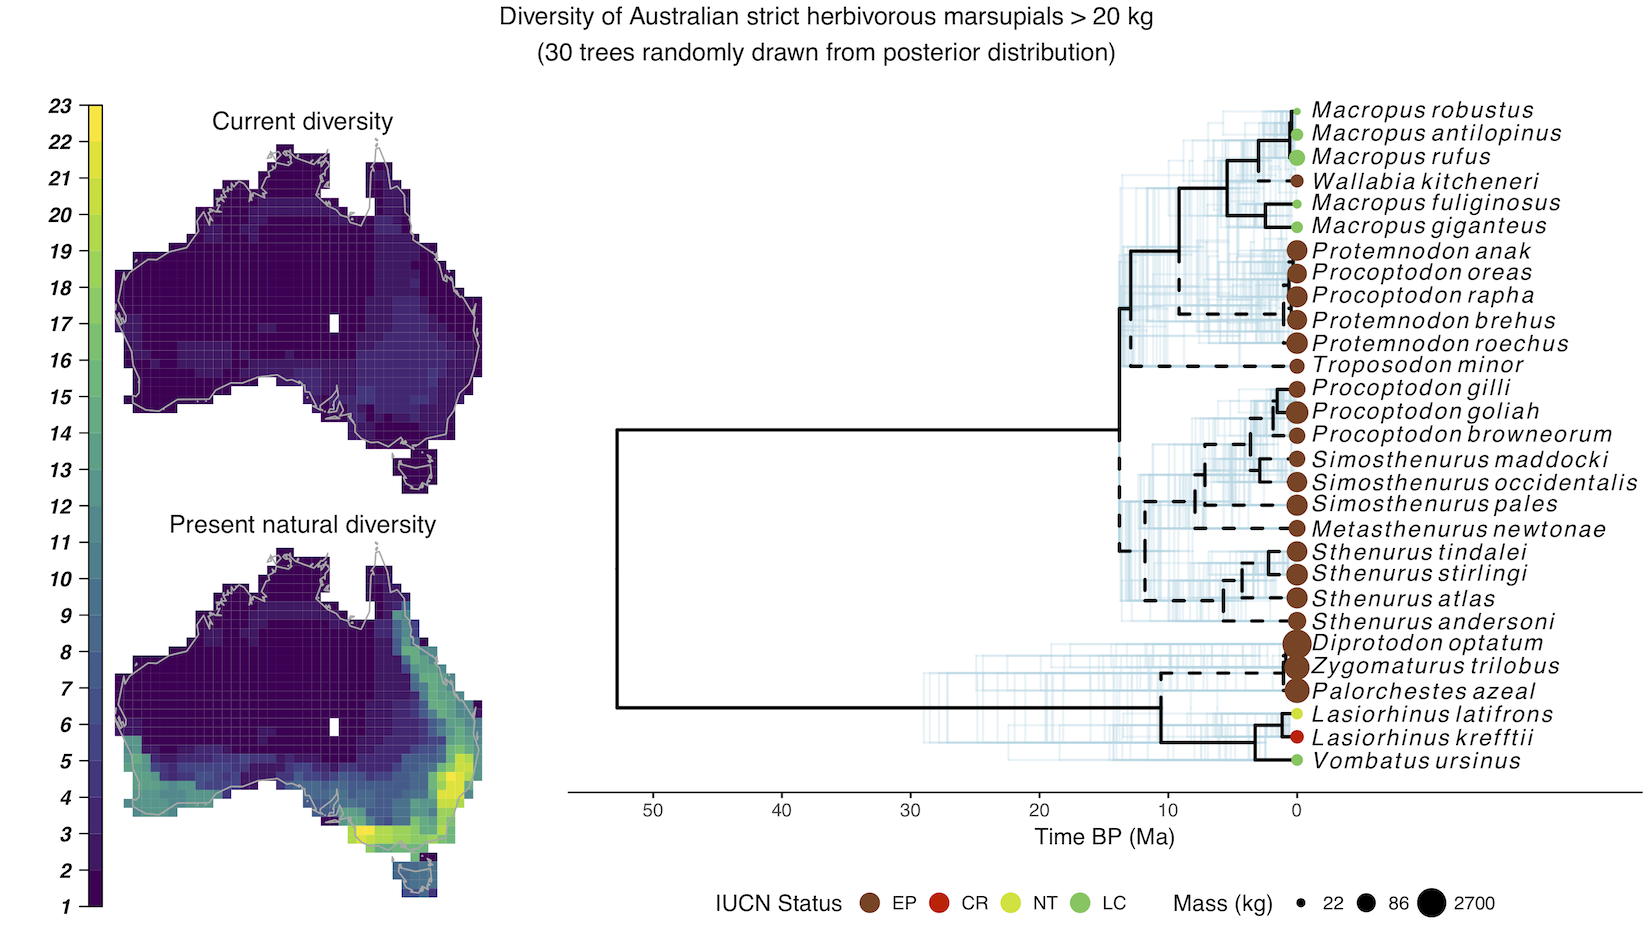 Diversity of Australian strict herbivorous marsupials > 20 kg
(30 trees randomly drawn from posterior distribution)
Current diversity
23
22
21
20
19
18
17
16
15
14
13
12
11
10
9
8
7
6
5
4
3
2
1
Present natural diversity
Macropus robustus
Macropus antilopinus
Macropus rufus
Wallabia kitcheneri
Macropus fuliginosus
Macropus giganteus
Protemnodon anak
Procoptodon oreas
Procoptodon rapha
Protemnodon brehus
Protemnodon roechus
Troposodon minor
Procoptodon gilli
Procoptodon goliah
Procoptodon browneorum
Simosthenurus maddocki
Simosthenurus occidentalis
Simosthenurus pales
Metasthenurus newtonae
Sthenurus tindalei
Sthenurus stirlingi
Sthenurus atlas
Sthenurus andersoni
Diprotodon optatum
Zygomaturus trilobus
Palorchestes azeal
Lasiorhinus latifrons
Lasiorhinus krefftii
Vombatus ursinus
50 40 30 20 10 0
Time BP (Ma)
IUCN Status EP CR NT LC Mass (kg) 22 86 2700